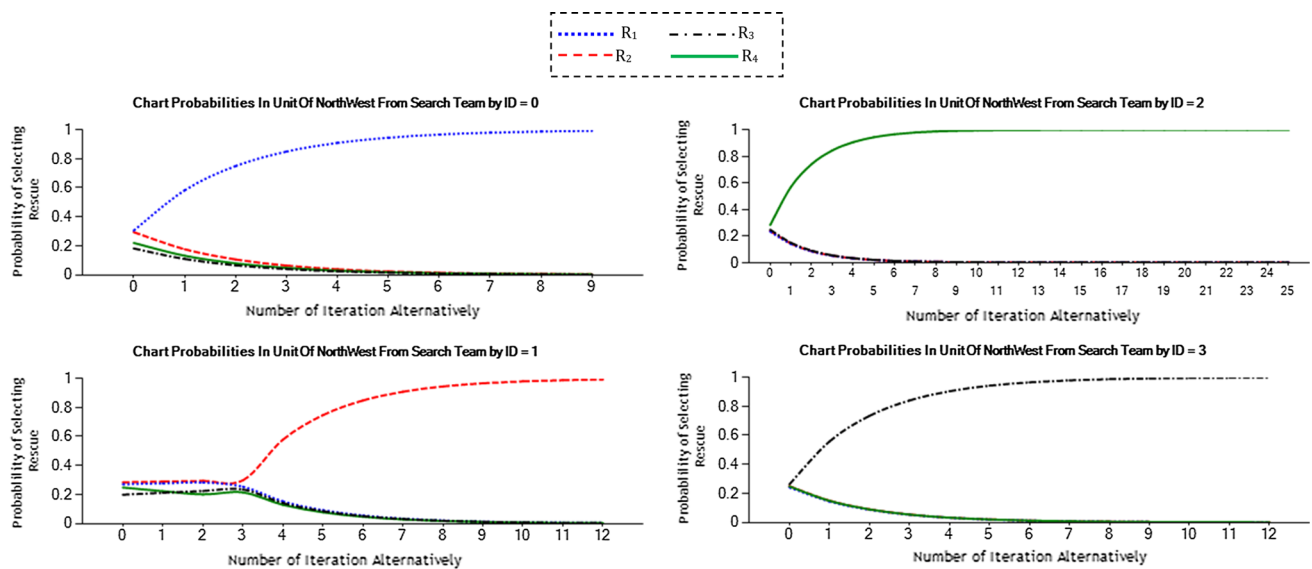 R1
R3
R2
R4
Chart Probabilities In Unit Of NorthWest From Search Team by ID = 0
Probablility of Selecting
Rescue
1
0.8
0.6
0.4
0.2
0
0 1 2 3 4 5 6 7 8 9
Number of Iteration Alternatively
Chart Probabilities In Unit Of NorthWest From Search Team by ID = 2
Probablility of Selecting
Rescue
1
0.8
0.6
0.4
0.2
0
0 2 4 6 8 10 12 14 16 18 20 22 24
1 3 5 7 9 11 13 15 17 19 21 23 25
Number of Iteration Alternatively
Chart Probabilities In Unit Of NorthWest From Search Team by ID = 1
Probablility of Selecting
Rescue
1
0.8
0.6
0.4
0.2
0
0 1 2 3 4 5 6 7 8 9 10 11 12
Number of Iteration Alternatively
Chart Probabilities In Unit Of NorthWest From Search Team by ID = 3
Probablility of Selecting
Rescue
1
0.8
0.6
0.4
0.2
0
0 1 2 3 4 5 6 7 8 9 10 11 12
Number of Iteration Alternatively